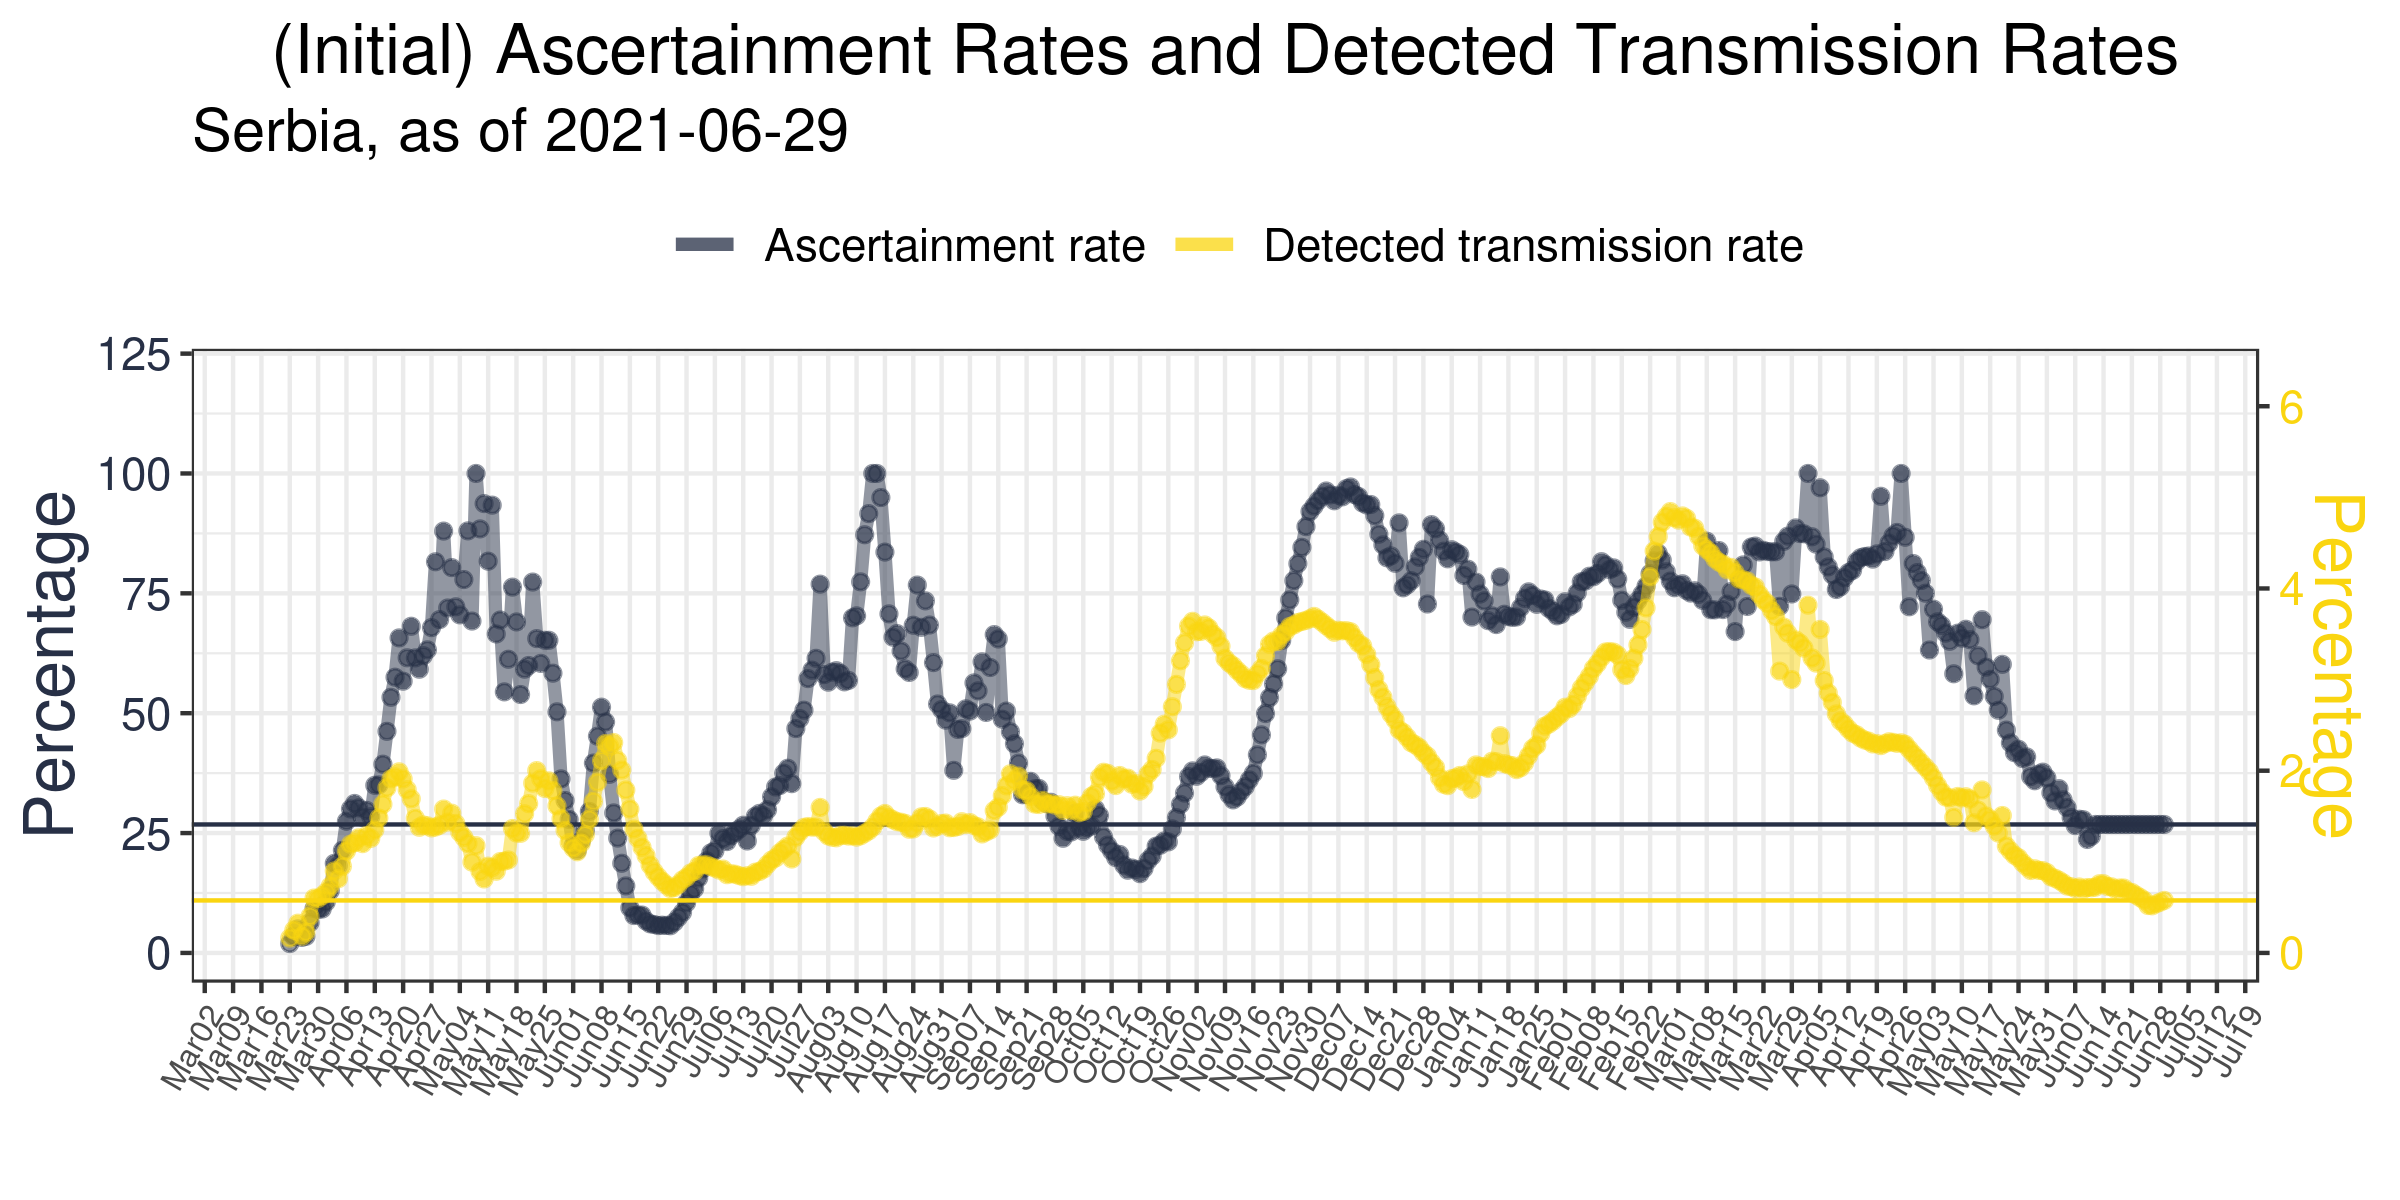 (Initial) Ascertainment Rates and Detected Transmission Rates
Serbia, as of 2021-06-29
Ascertainment rate
Detected transmission rate
Percentage
125
100
75
50
25
0
6
4
2
0
Percentage
Mar02
Mar09
Mar16
Mar23
Mar30
Apr06
Apr13
Apr20
Apr27
May04
May11
May18
May25
Jun01
Jun08
Jun15
Jun22
Jun29
Jul06
Jul13
Jul20
Jul27
Aug03
Aug10
Aug17
Aug24
Aug31
Sep07
Sep14
Sep21
Sep28
Oct05
Oct12
Oct19
Oct26
Nov02
Nov09
Nov16
Nov23
Nov30
Dec07
Dec14
Dec21
Dec28
Jan04
Jan11
Jan18
Jan25
Feb01
Feb08
Feb15
Feb22
Mar01
Mar08
Mar15
Mar22
Mar29
Apr05
Apr12
Apr19
Apr26
May03
May10
May17
May24
May31
Jun07
Jun14
Jun21
Jun28
Jul05
Jul12
Jul19